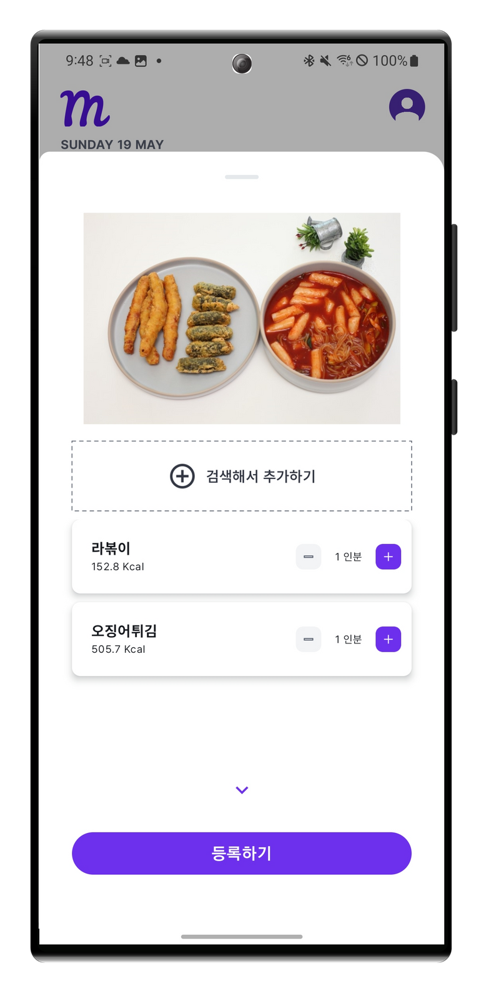 9:48
100%
m
SUNDAY 19 MAY
검색해서 추가하기
라볶이
152.8 Kcal
1 인분
오징어튀김
505.7 Kcal
1 인분
등록하기